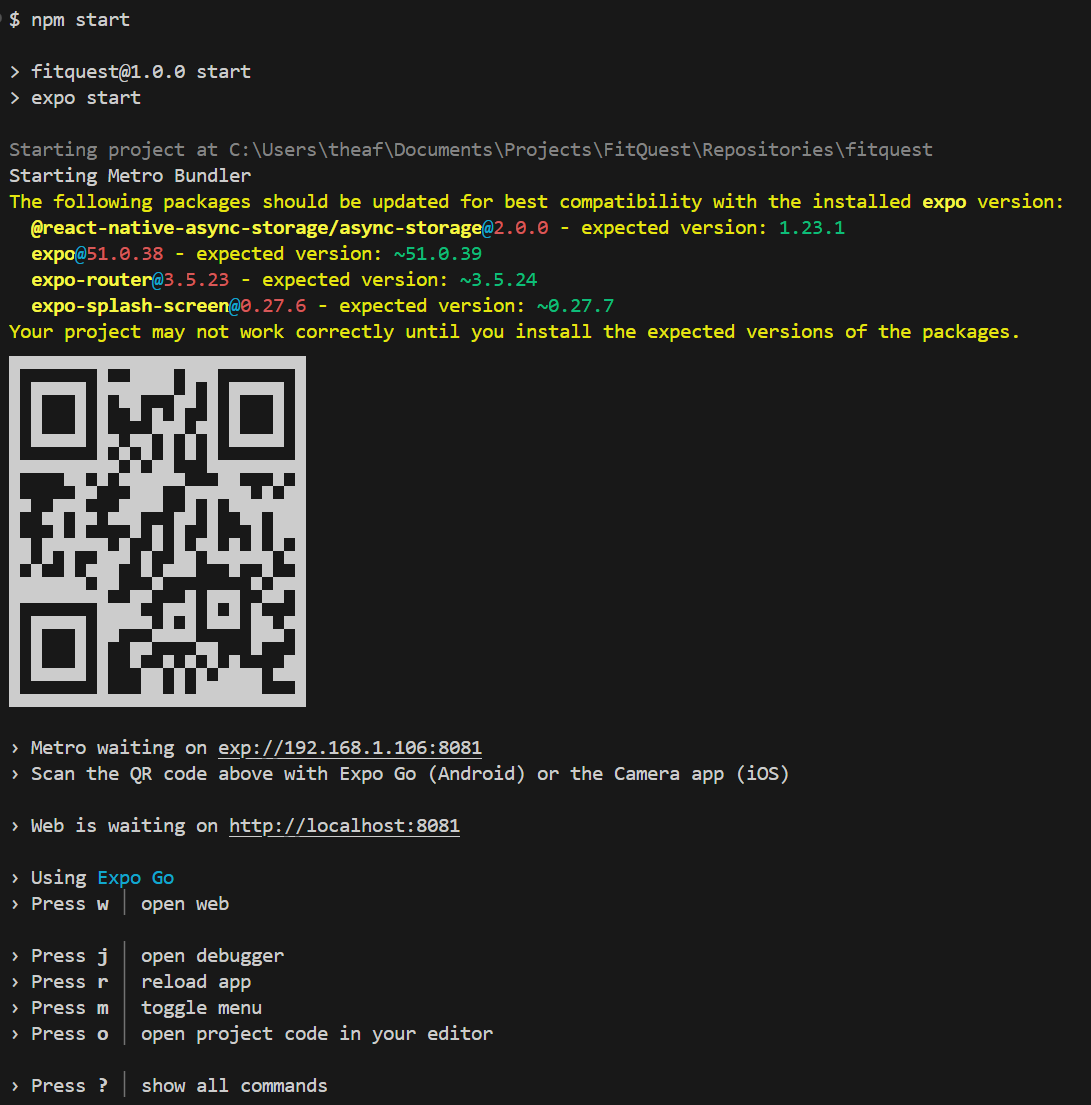 $ npm start
> fitquest@1.0.0 start
> expo start
Starting project at C:\Users\theaf\Documents\Projects\FitQuest\Repositories\fitquest
Starting Metro Bundler
The following packages should be updated for best compatibility with the installed expo version:
@react-native-async-storage/async-storage@2.0.0 - expected version: 1.23.1
expo@51.0.38 - expected version: ~51.0.39
expo-router@3.5.23 - expected version: ~3.5.24
expo-splash-screen@0.27.6 - expected version: ~0.27.7
Your project may not work correctly until you install the expected versions of the packages.
› Metro waiting on exp://192.168.1.106:8081
› Scan the QR code above with Expo Go (Android) or the Camera app (iOS)
› Web is waiting on http://localhost:8081
› Using Expo Go
› Press w │ open web
› Press j │ open debugger
› Press r │ reload app
› Press m │ toggle menu
› Press o │ open project code in your editor
› Press ? │ show all commands